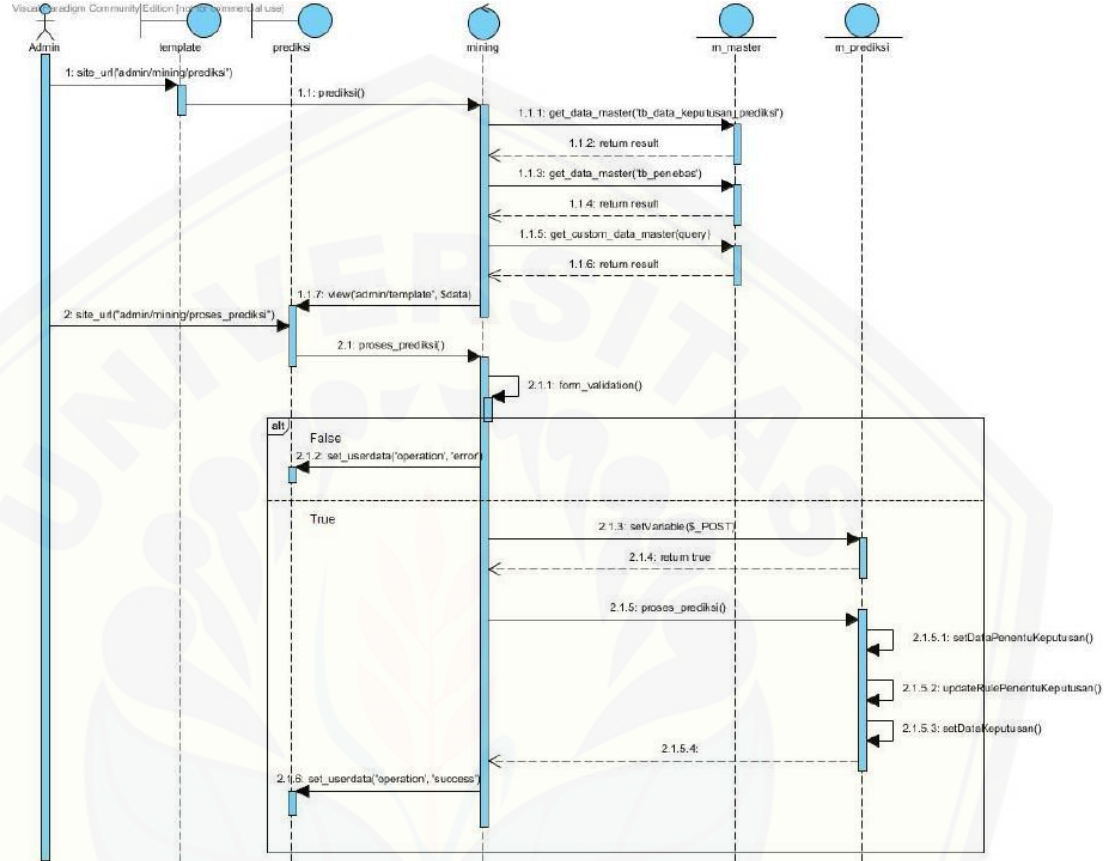 Visual Paradigm Community Edition [not for commercial use]
Admin
template
prediksi
mining
m_master
m_prediksi
1: site_url("admin/mining/prediksi")
1.1: prediksi()
1.1.1: get_data_master('tb_data_keputusan_prediksi")
1.1.2: return result
1.1.3: get_data_master('tb_penebas')
1.1.4: return result
1.1.5: get_custom_data_master(query)
1.1.6: return result
1.1.7: view('admin/template', $data)
2: site_url("admin/mining/proses_prediksi")
2.1: proses_prediksi()
2.1.1: form_validation()
alt
False
2.1.2: set_userdata('operation', 'error')
True
2.1.3: setVariable($_POST)
2.1.4: return true
2.1.5: proses_prediksi()
2.1.5.1: setDataPenentuKeputusan()
2.1.5.2: updateRulePenentuKeputusan()
2.1.5.3: setDataKeputusan()
2.1.5.4:
2.1.6: set_userdata("operation', 'success')
UNIVERSITAS